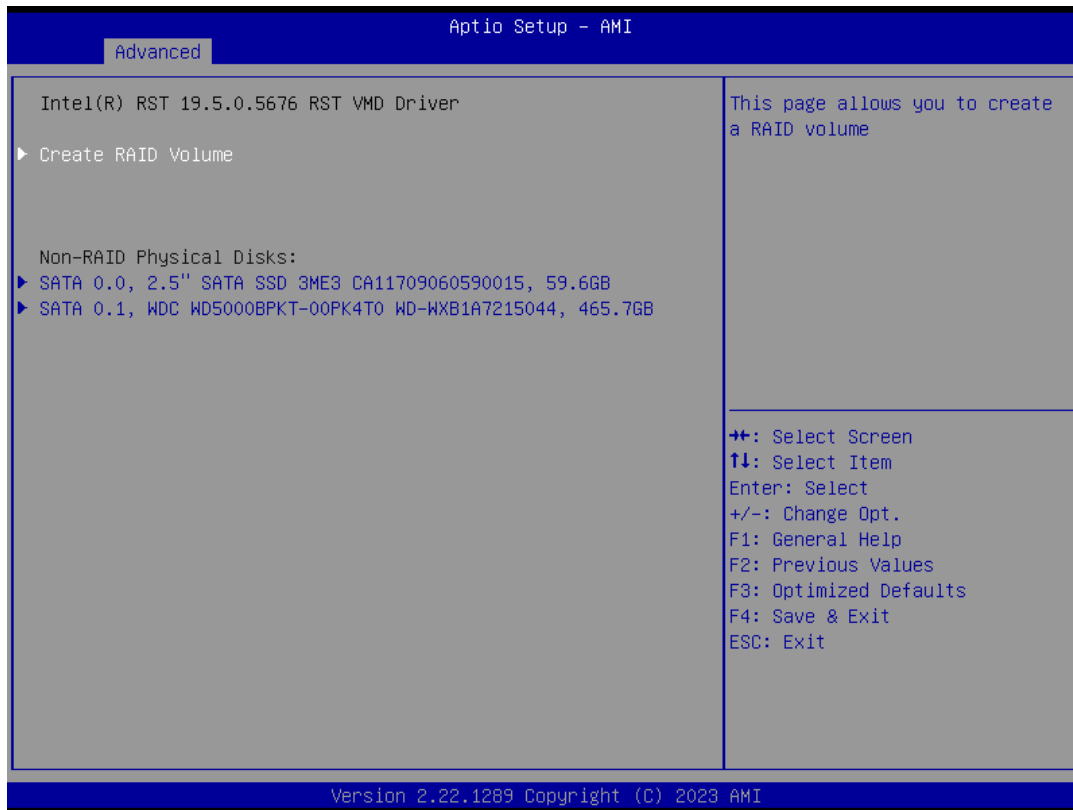 Aptio Setup - AMI
Advanced
Intel(R) RST 19.5.0.5676 RST VMD Driver
Create RAID Volume
Non-RAID Physical Disks:
SATA 0.0, 2.5" SATA SSD 3ME3 CA11709060590015, 59.6GB
SATA 0.1, WDC WD5000BPKT-00PK4T0 WD-WXB1A7215044, 465.7GB
This page allows you to create
a RAID volume
→←: Select Screen
↑↓: Select Item
Enter: Select
+/-: Change Opt.
F1: General Help
F2: Previous Values
F3: Optimized Defaults
F4: Save & Exit
ESC: Exit
Version 2.22.1289 Copyright (C) 2023 AMI